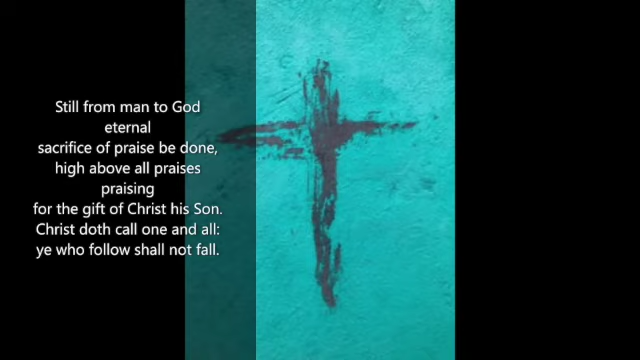 Still from man to God
eternal
sacrifice of praise be done,
high above all praises
praising
for the gift of Christ his Son.
Christ doth call one and all:
ye who follow shall not fall.